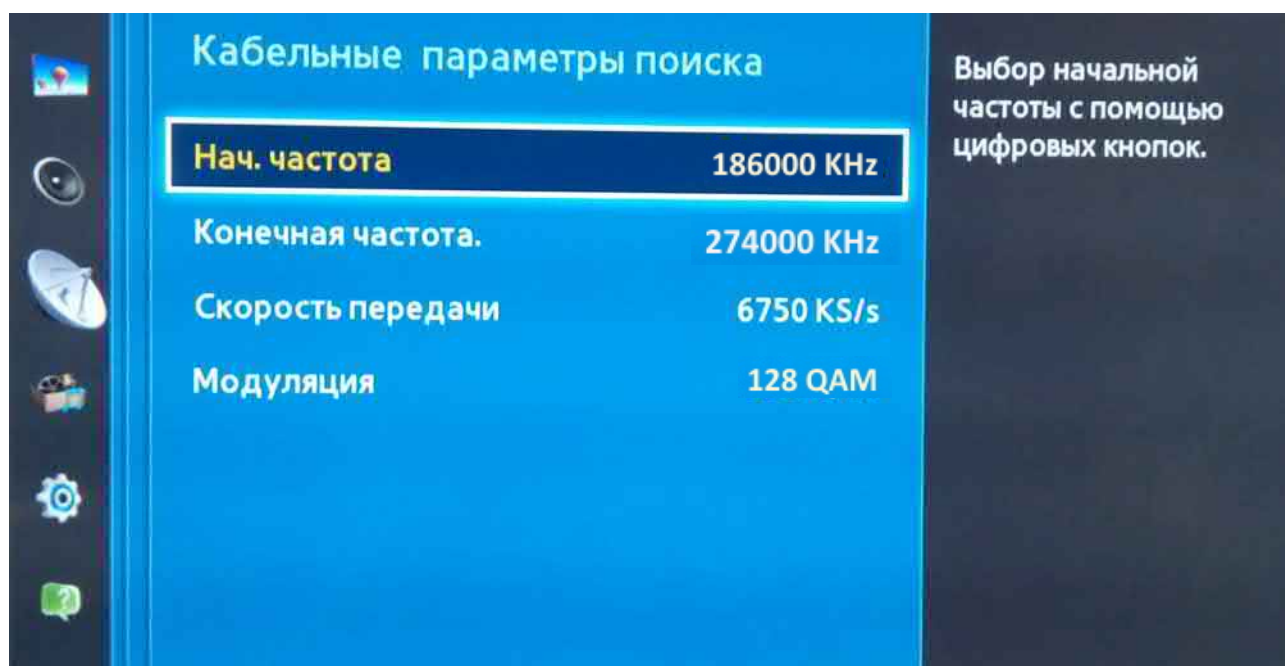 Кабельные параметры поиска
Нач. частота 186000 KHz
Конечная частота. 274000 KHz
Скорость передачи 6750 KS/s
Модуляция 128 QAM
Выбор начальной
частоты с помощью
цифровых кнопок.
?